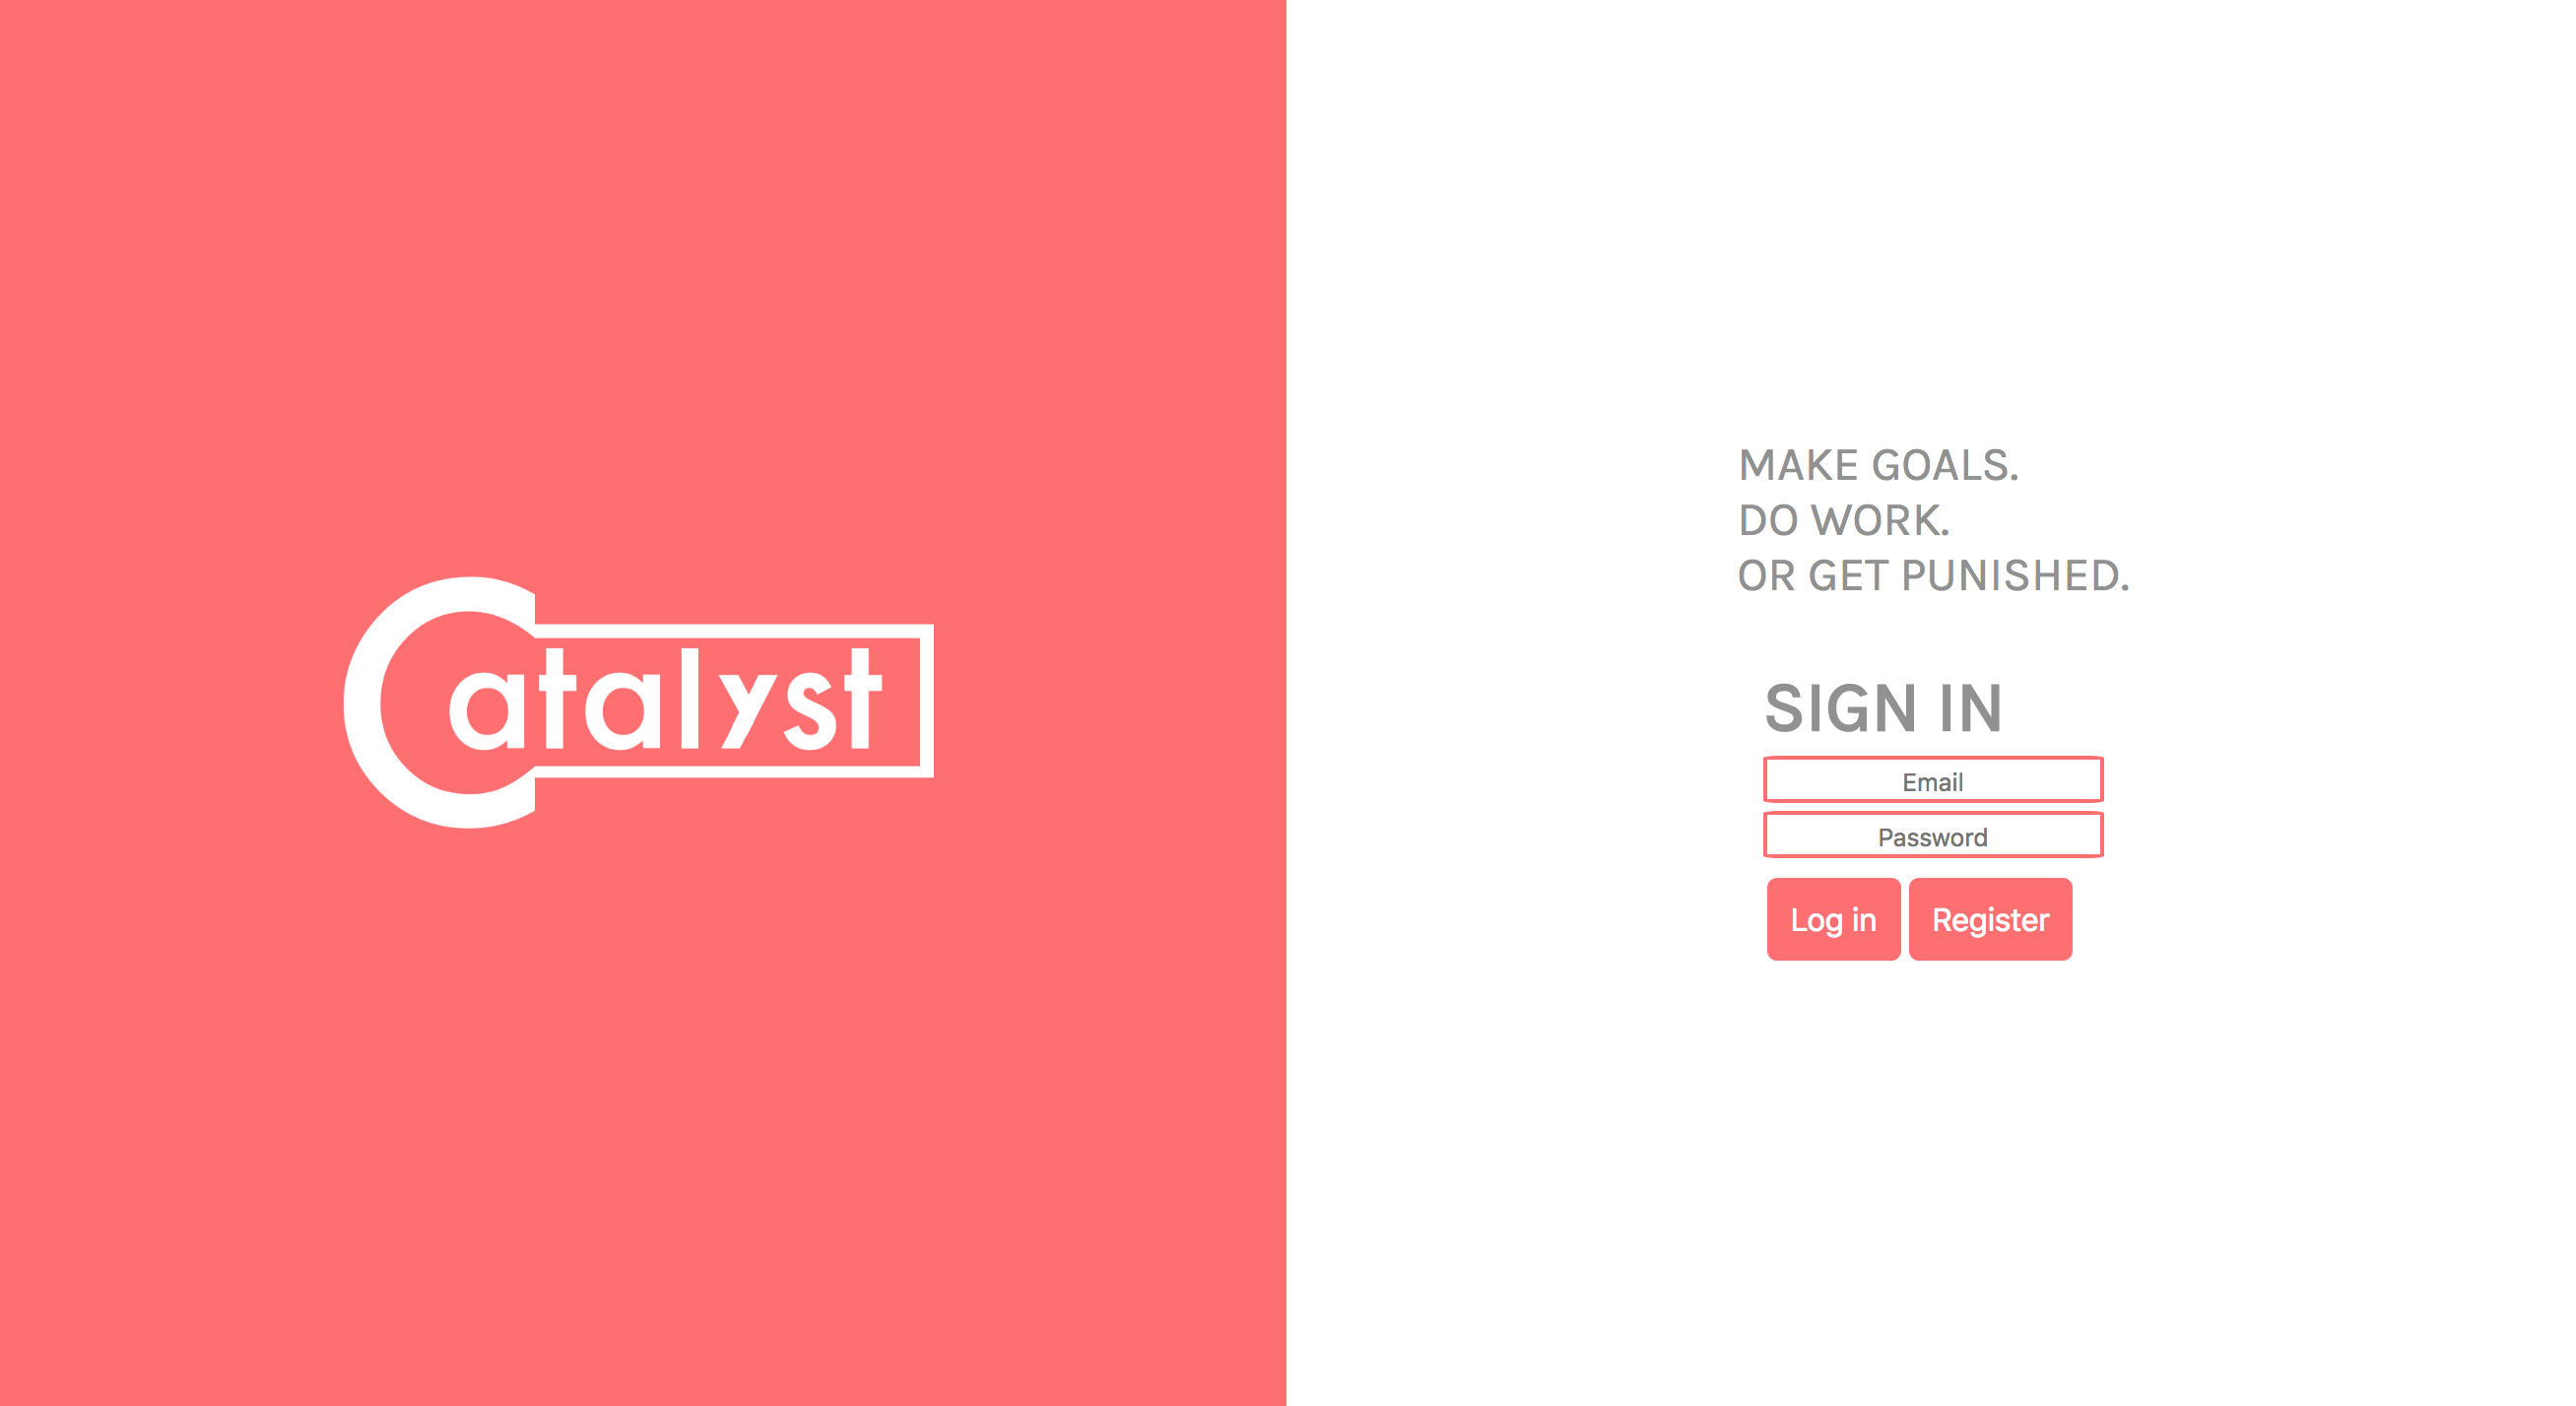 Catalyst
MAKE GOALS.
DO WORK.
OR GET PUNISHED.
SIGN IN
Email
Password
Log in Register